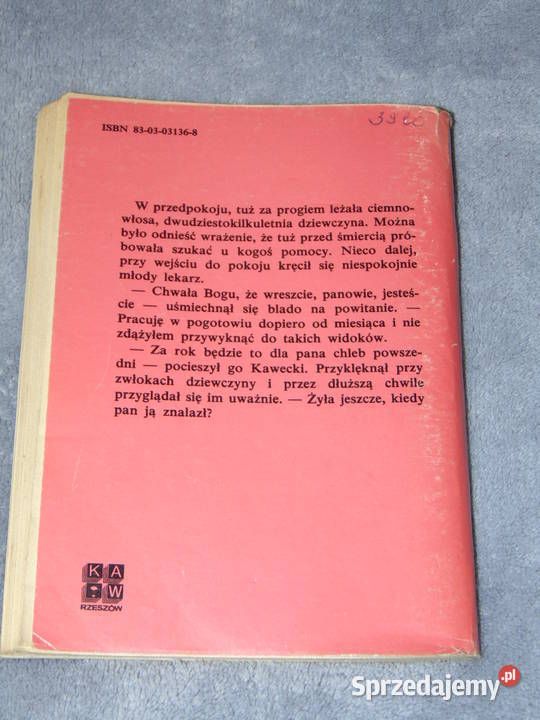 ISBN 83-03-03136-8
W przedpokoju, tuż za progiem leżała ciemno-
włosa, dwudziestokilkuletnia dziewczyna. Można
było odnieść wrażenie, że tuż przed śmiercią pró-
bowała szukać u kogoś pomocy. Nieco dalej,
przy wejściu do pokoju kręcił się niespokojnie
młody lekarz.
— Chwała Bogu, że wreszcie, panowie, jesteś-
cie — uśmiechnął się blado na powitanie. —
Pracuję w pogotowiu dopiero od miesiąca i nie
zdążyłem przywyknąć do takich widoków.
— Za rok będzie to dla pana chleb powsze-
dni — pocieszył go Kawecki. Przyklęknął przy
zwłokach dziewczyny i przez dłuższą chwile
przyglądał się im uważnie. — Żyła jeszcze, kiedy
pan ją znalazł?
K A
W
RZESZÓW
Sprzedajemy.pl